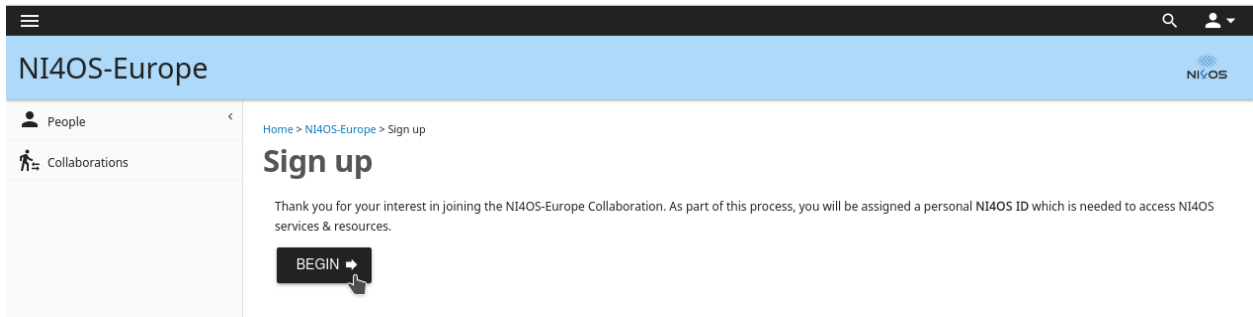 NI4OS-Europe
NI4OS
People
Collaborations
Home > NI4OS-Europe > Sign up
Sign up
Thank you for your interest in joining the NI4OS-Europe Collaboration. As part of this process, you will be assigned a personal NI4OS ID which is needed to access NI4OS
services & resources.
BEGIN